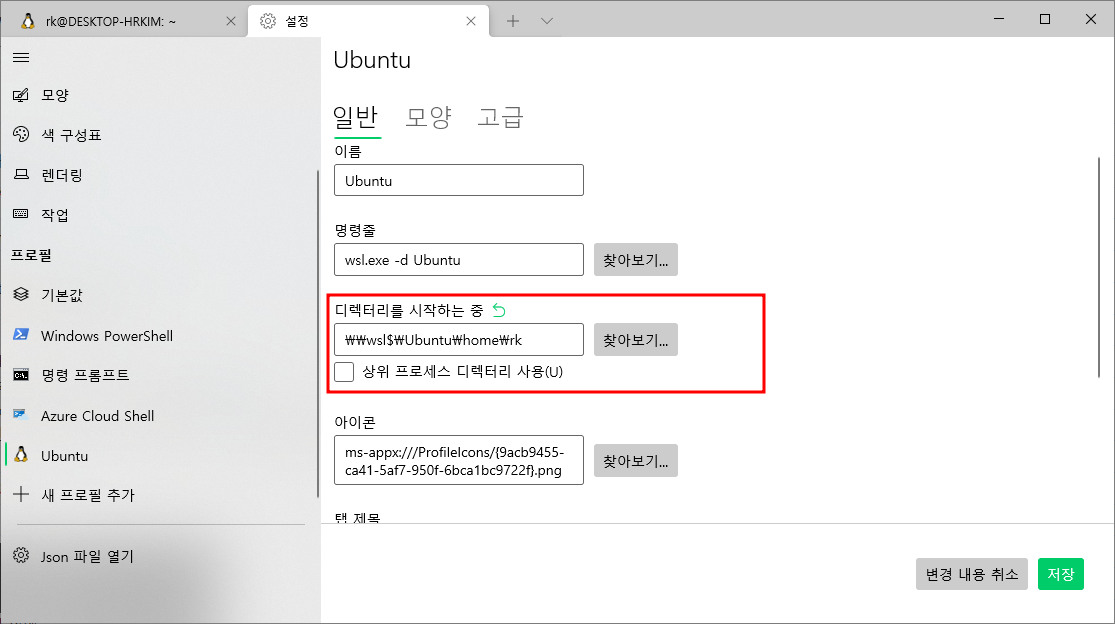 rk@DESKTOP-HRKIM: ~
설정
모양
색 구성표
렌더링
작업
프로필
기본값
Windows PowerShell
명령 프롬프트
Azure Cloud Shell
Ubuntu
새 프로필 추가
Json 파일 열기
Ubuntu
일반 모양 고급
이름
Ubuntu
명령줄
wsl.exe -d Ubuntu
찾아보기...
디렉터리를 시작하는 중
₩₩wsl$₩Ubuntu₩home₩rk
찾아보기...
상위 프로세스 디렉터리 사용(U)
아이콘
ms-appx:///ProfileIcons/{9acb9455-
ca41-5af7-950f-6bca1bc9722f}.png
찾아보기...
탭 제목
변경 내용 취소
저장